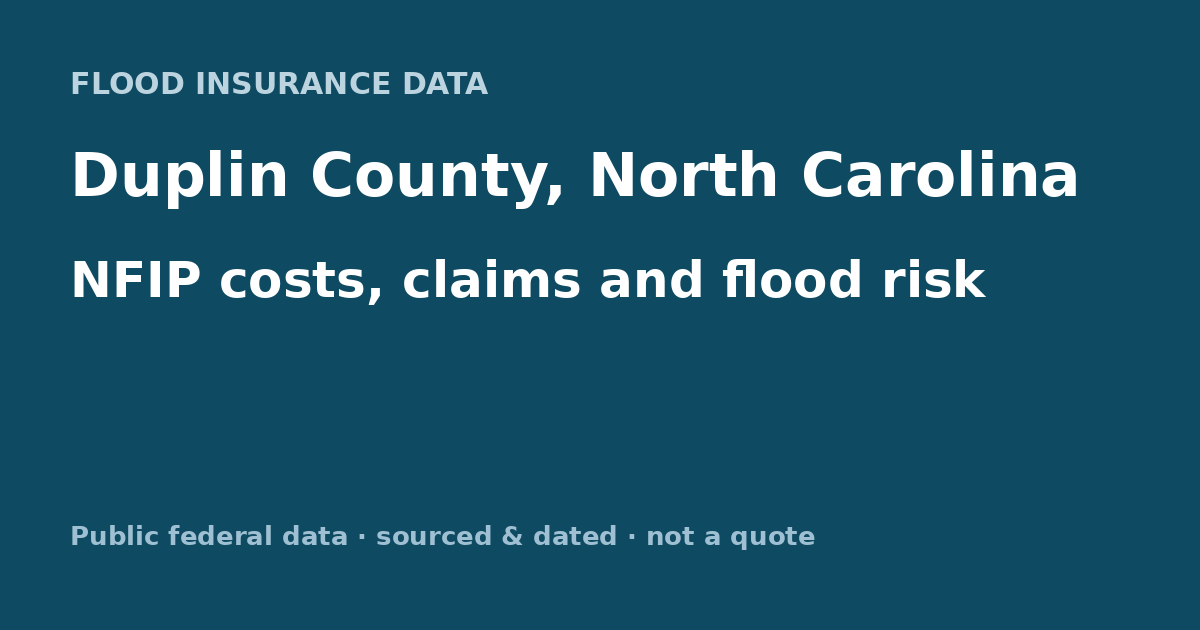 FLOOD INSURANCE DATA
Duplin County, North Carolina
NFIP costs, claims and flood risk
Public federal data · sourced & dated · not a quote